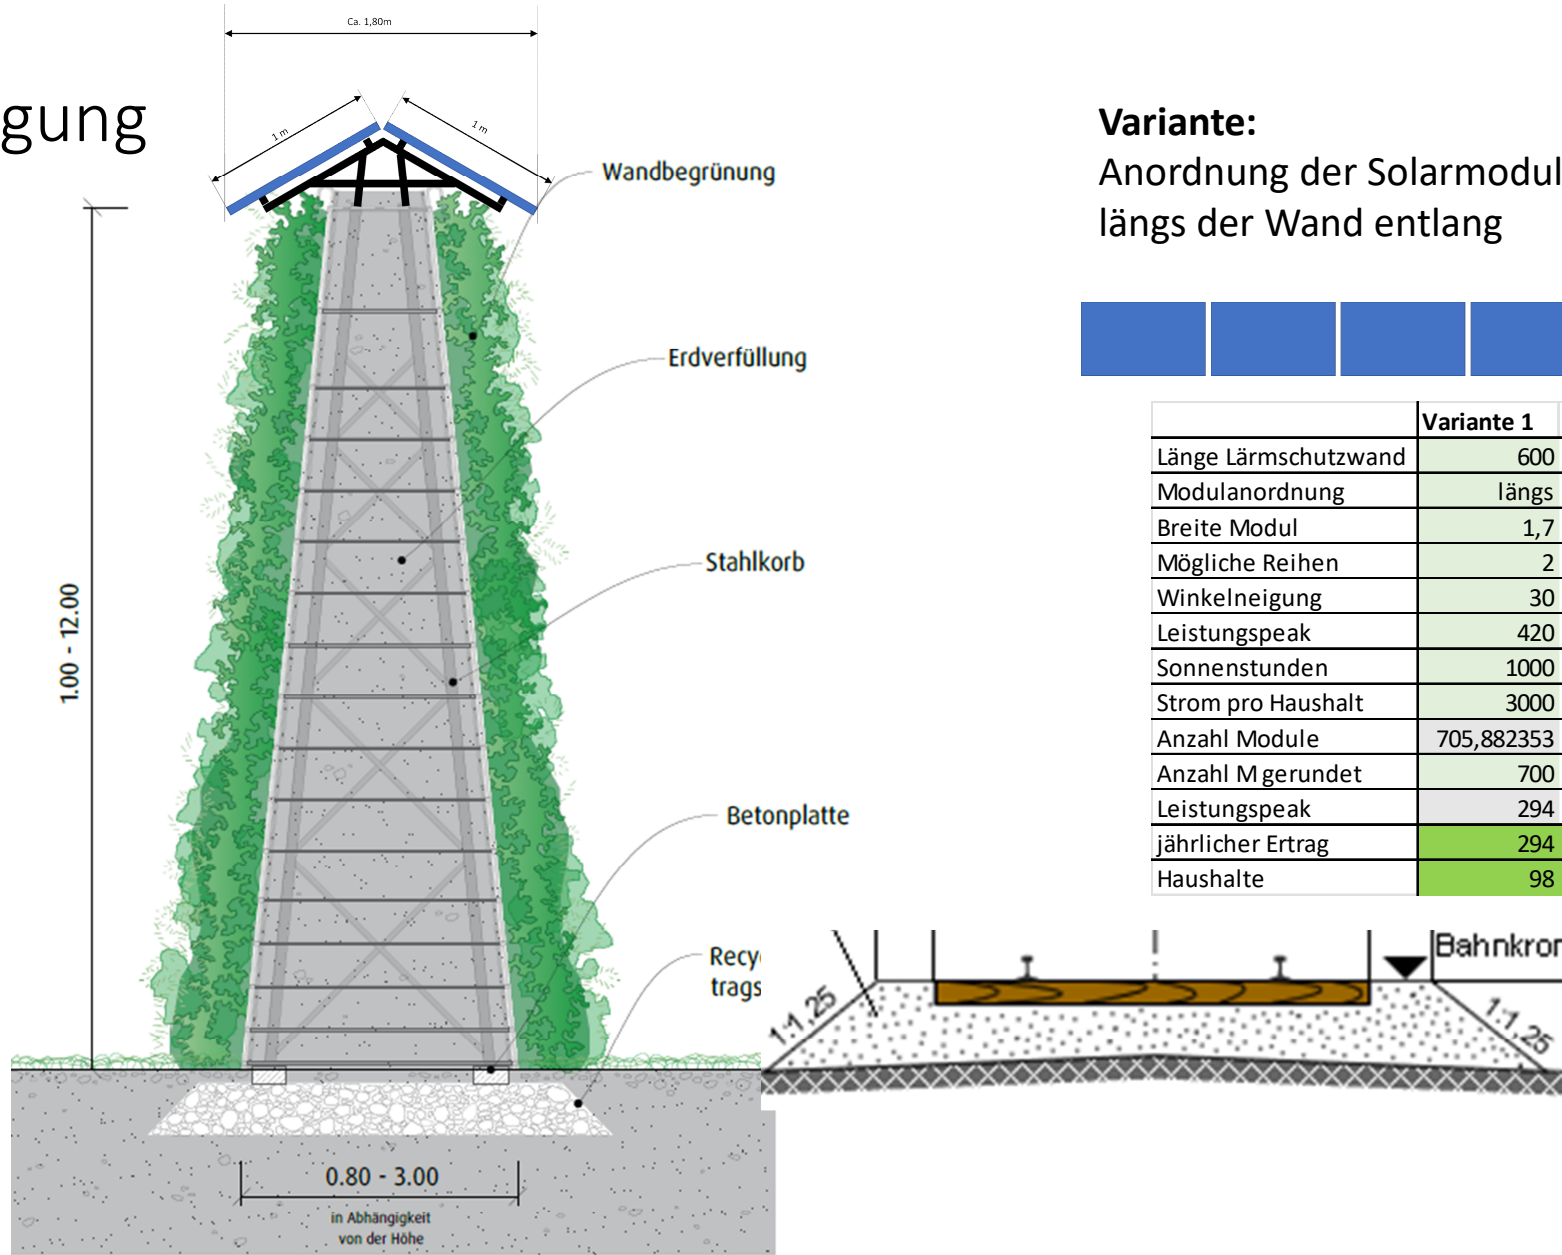 Ca. 1,80m
gung
1 m
1 m
Wandbegrünung
Erdverfüllung
Stahlkorb
Betonplatte
Recy
trags
1.00 - 12.00
0.80 - 3.00
in Abhängigkeit
von der Höhe
Variante:
Anordnung der Solarmodul
längs der Wand entlang
Variante 1
Länge Lärmschutzwand 600
Modulanordnung längs
Breite Modul 1,7
Mögliche Reihen 2
Winkelneigung 30
Leistungspeak 420
Sonnenstunden 1000
Strom pro Haushalt 3000
Anzahl Module 705,882353
Anzahl M gerundet 700
Leistungspeak 294
jährlicher Ertrag 294
Haushalte 98
Bahnkron
1:1,25
1:1,25